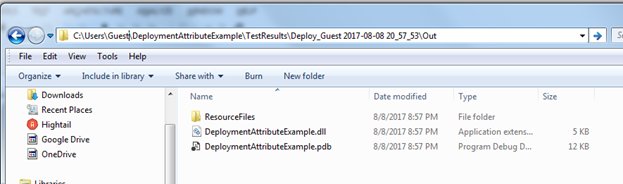 C:\Users\Guest\DeploymentAttributeExample\TestResults\Deploy_Guest 2017-08-08 20_57_53\Out
File Edit View Tools Help
Organize Include in library Share with Burn New folder
Name Date modified Type Size
Downloads
Recent Places
Hightail
Google Drive
OneDrive
Libraries
ResourceFiles 8/8/2017 8:57 PM File folder
DeploymentAttributeExample.dll 8/8/2017 8:57 PM Application extens... 5 KB
DeploymentAttributeExample.pdb 8/8/2017 8:57 PM Program Debug D... 12 KB